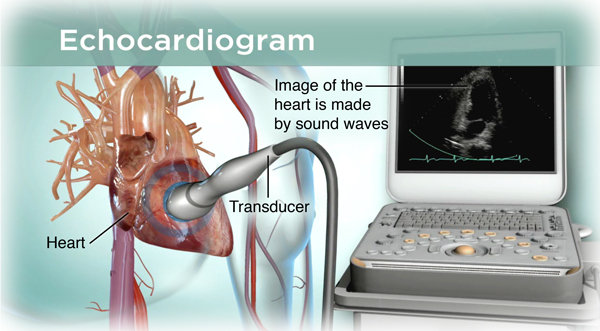 Echocardiogram
Image of the
heart is made
by sound waves
Transducer
Heart